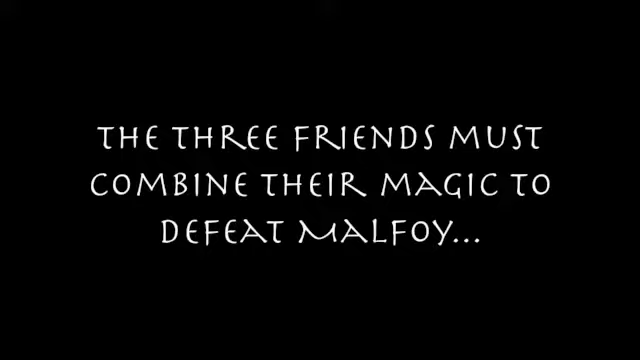 THE THREE FRIENDS MUST
COMBINE THEIR MAGIC TO
DEFEAT MALFOY...